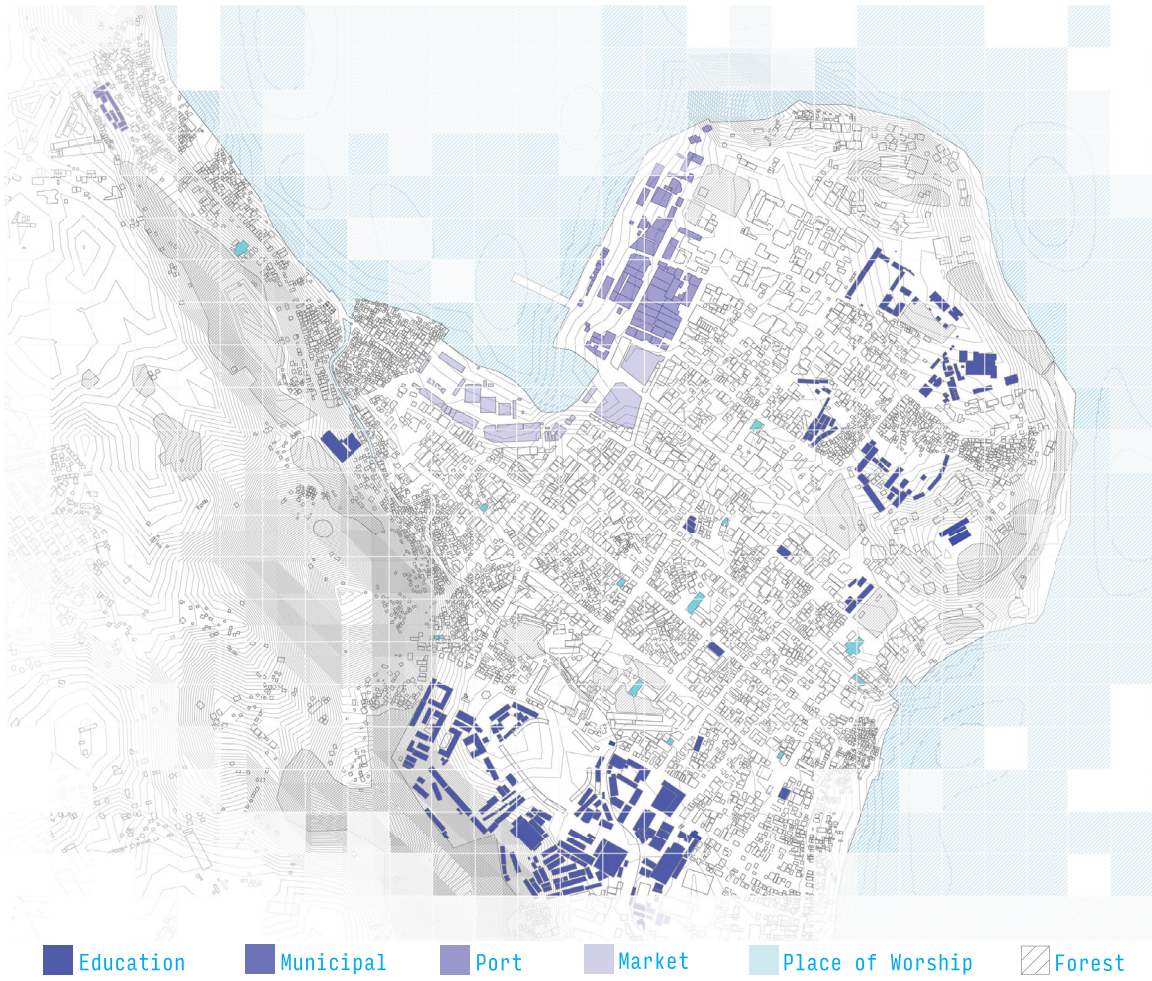 Education
Municipal
Port
Market
Place of Worship
Forest